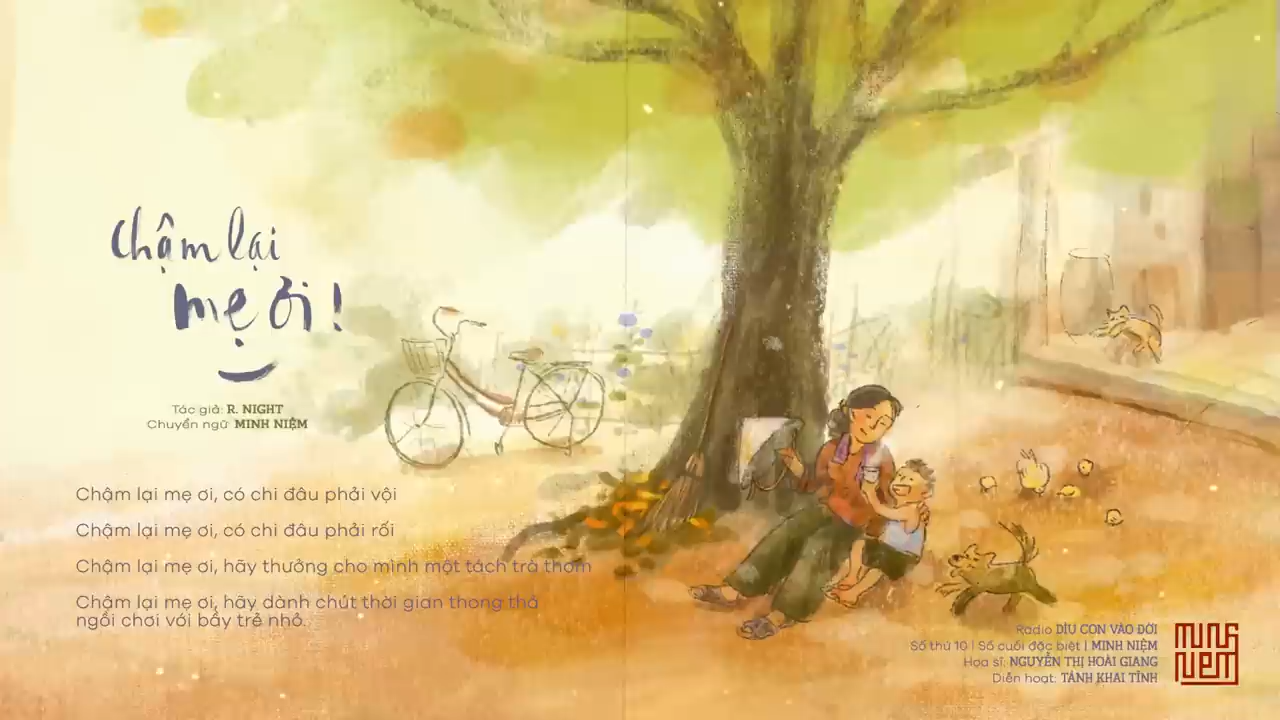 Chậm lại
mẹ ơi!
Tác giả: R. NIGHT
Chuyển ngữ: MINH NIỆM
Chậm lại mẹ ơi, có chi đâu phải vội
Chậm lại mẹ ơi, có chi đâu phải rối
Chậm lại mẹ ơi, hãy thưởng cho mình một tách trà thơm
Chậm lại mẹ ơi, hãy dành chút thời gian thong thả
ngồi chơi với bầy trẻ nhỏ.
Radio DÌU CON VÀO ĐỜI
Số thứ 10 | Số cuối đặc biệt | MINH NIỆM
Họa sĩ: NGUYỄN THỊ HOÀI GIANG
Diễn hoạt: TÁNH KHAI TĨNH
MINH
NIỆM